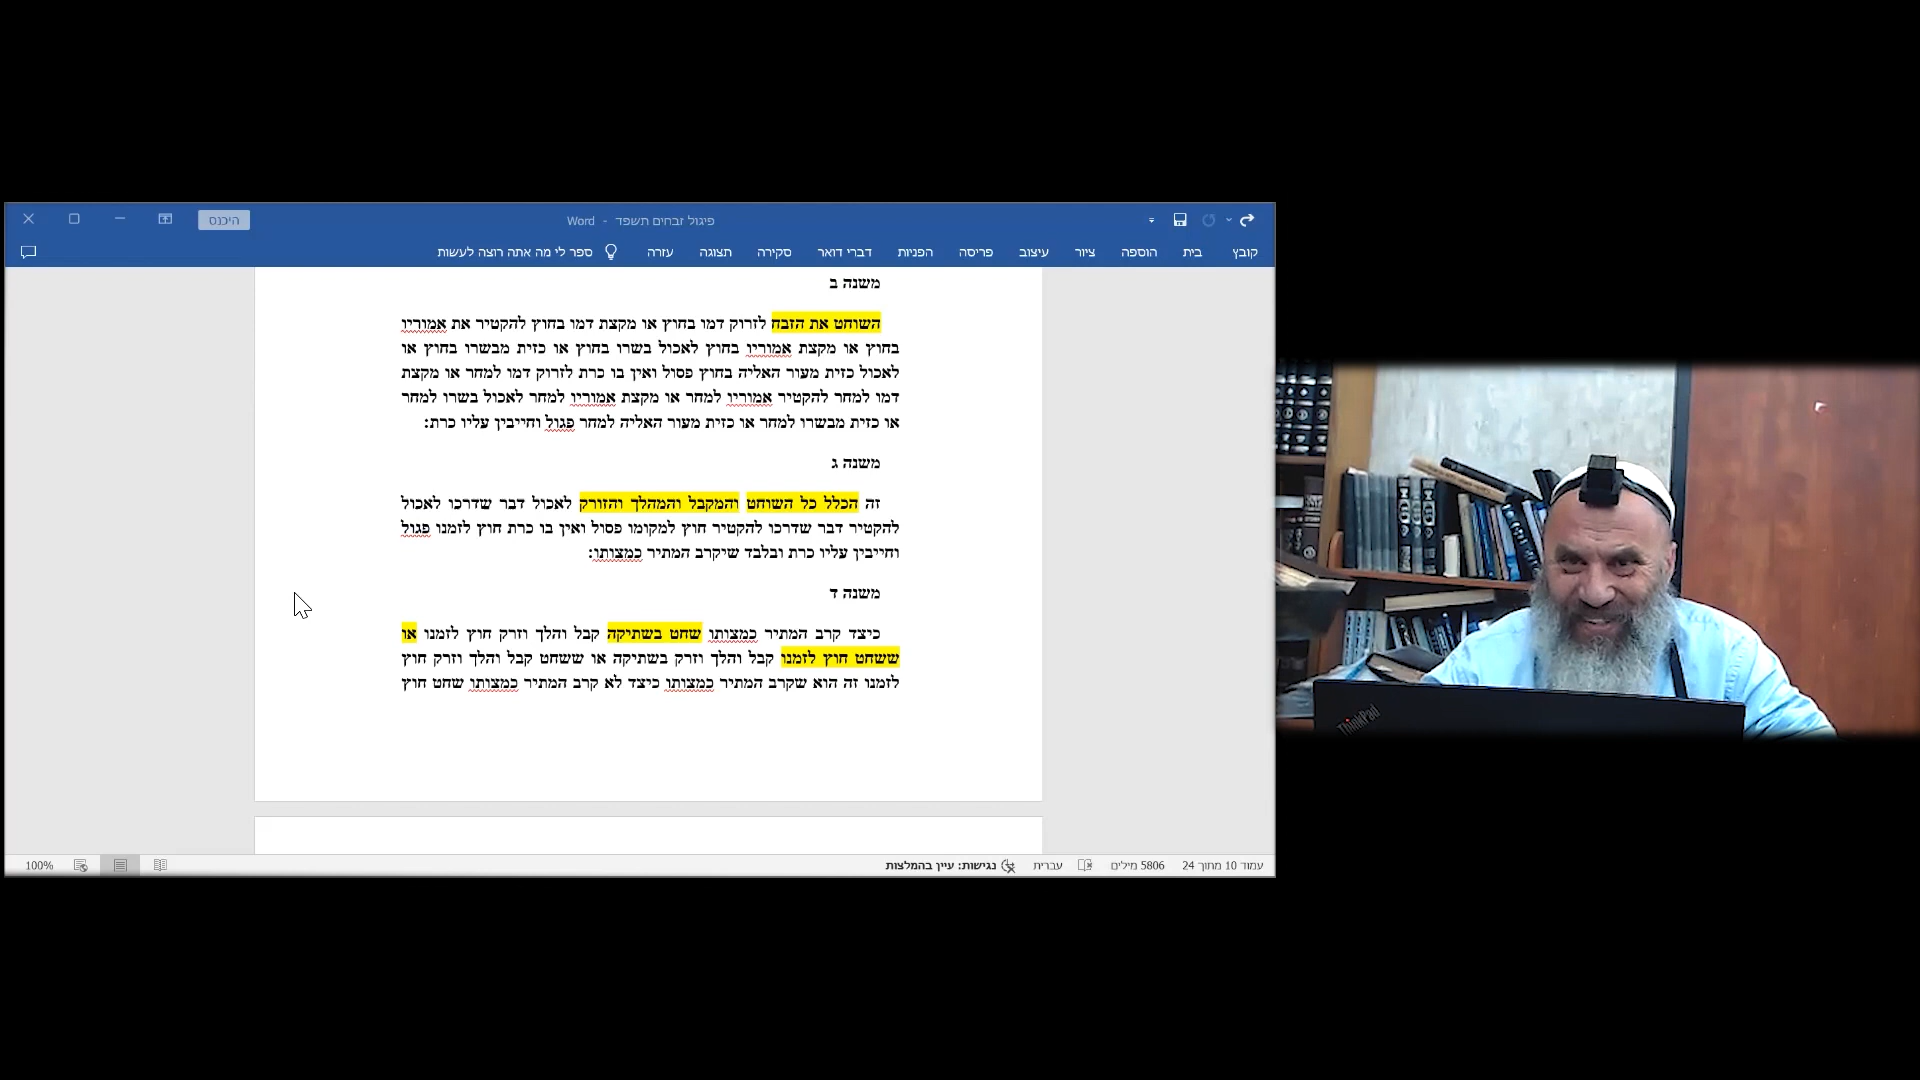 היכנס
פיגול זבחים תשפד - Word
קובץ בית הוספה ציור עיצוב פריסה הפניות דברי דואר סקירה תצוגה עזרה ספר לי מה אתה רוצה לעשות
משנה ב
השוחט את הזבח לזרוק דמו בחוץ או מקצת דמו בחוץ להקטיר את אמוריו
בחוץ או מקצת אמוריו בחוץ לאכול בשרו בחוץ או כזית מבשרו בחוץ או
לאכול כזית מעור האליה בחוץ פסול ואין בו כרת לזרוק דמו למחר או מקצת
דמו למחר להקטיר אמוריו למחר או מקצת אמוריו למחר לאכול בשרו למחר
או כזית מבשרו למחר או כזית מעור האליה למחר פגול וחייבין עליו כרת:
משנה ג
זה הכלל כל השוחט והמקבל והמהלך והזורק לאכול דבר שדרכו לאכול
להקטיר דבר שדרכו להקטיר חוץ למקומו פסול ואין בו כרת חוץ לזמנו פגול
וחייבין עליו כרת ובלבד שיקרב המתיר כמצותו:
משנה ד
כיצד קרב המתיר כמצותו שחט בשתיקה קבל והלך וזרק חוץ לזמנו או
ששחט חוץ לזמנו קבל והלך וזרק בשתיקה או ששחט קבל והלך וזרק חוץ
לזמנו זה הוא שקרב המתיר כמצותו כיצד לא קרב המתיר כמצותו שחט חוץ
עמוד 10 מתוך 24 5806 מילים עברית נגישות: עיין בהמלצות 100%
ThinkPad